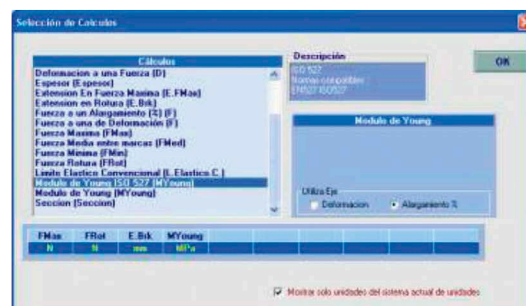 Selección de Calculos
Cálculos
Deformacion a una Fuerza (D)
Espesor (Espesor)
Extension En Fuerza Maxima (E.FMax)
Extension en Rotura (E.Brk)
Fuerza a un Alargamiento (%) (F)
Fuerza a una de Deformación (F)
Fuerza Maxima (FMax)
Fuerza Media entre marcas (FMed)
Fuerza Minima (FMin)
Fuerza Rotura (FRot)
Limite Elastico Convencional (L.Elastico C.)
Modulo de Young ISO 527 (MYoung)
Modulo de Young (MYoung)
Seccion (Seccion)
Descripción
ISO 527
Normas compatibles
EN527 ISO527
OK
Modulo de Young
Utiliza Eje
Deformacion
Alargamiento %
FMax FRot E.Brk MYoung
N N mm MPa
Mostrar solo unidades del sistema actual de unidades